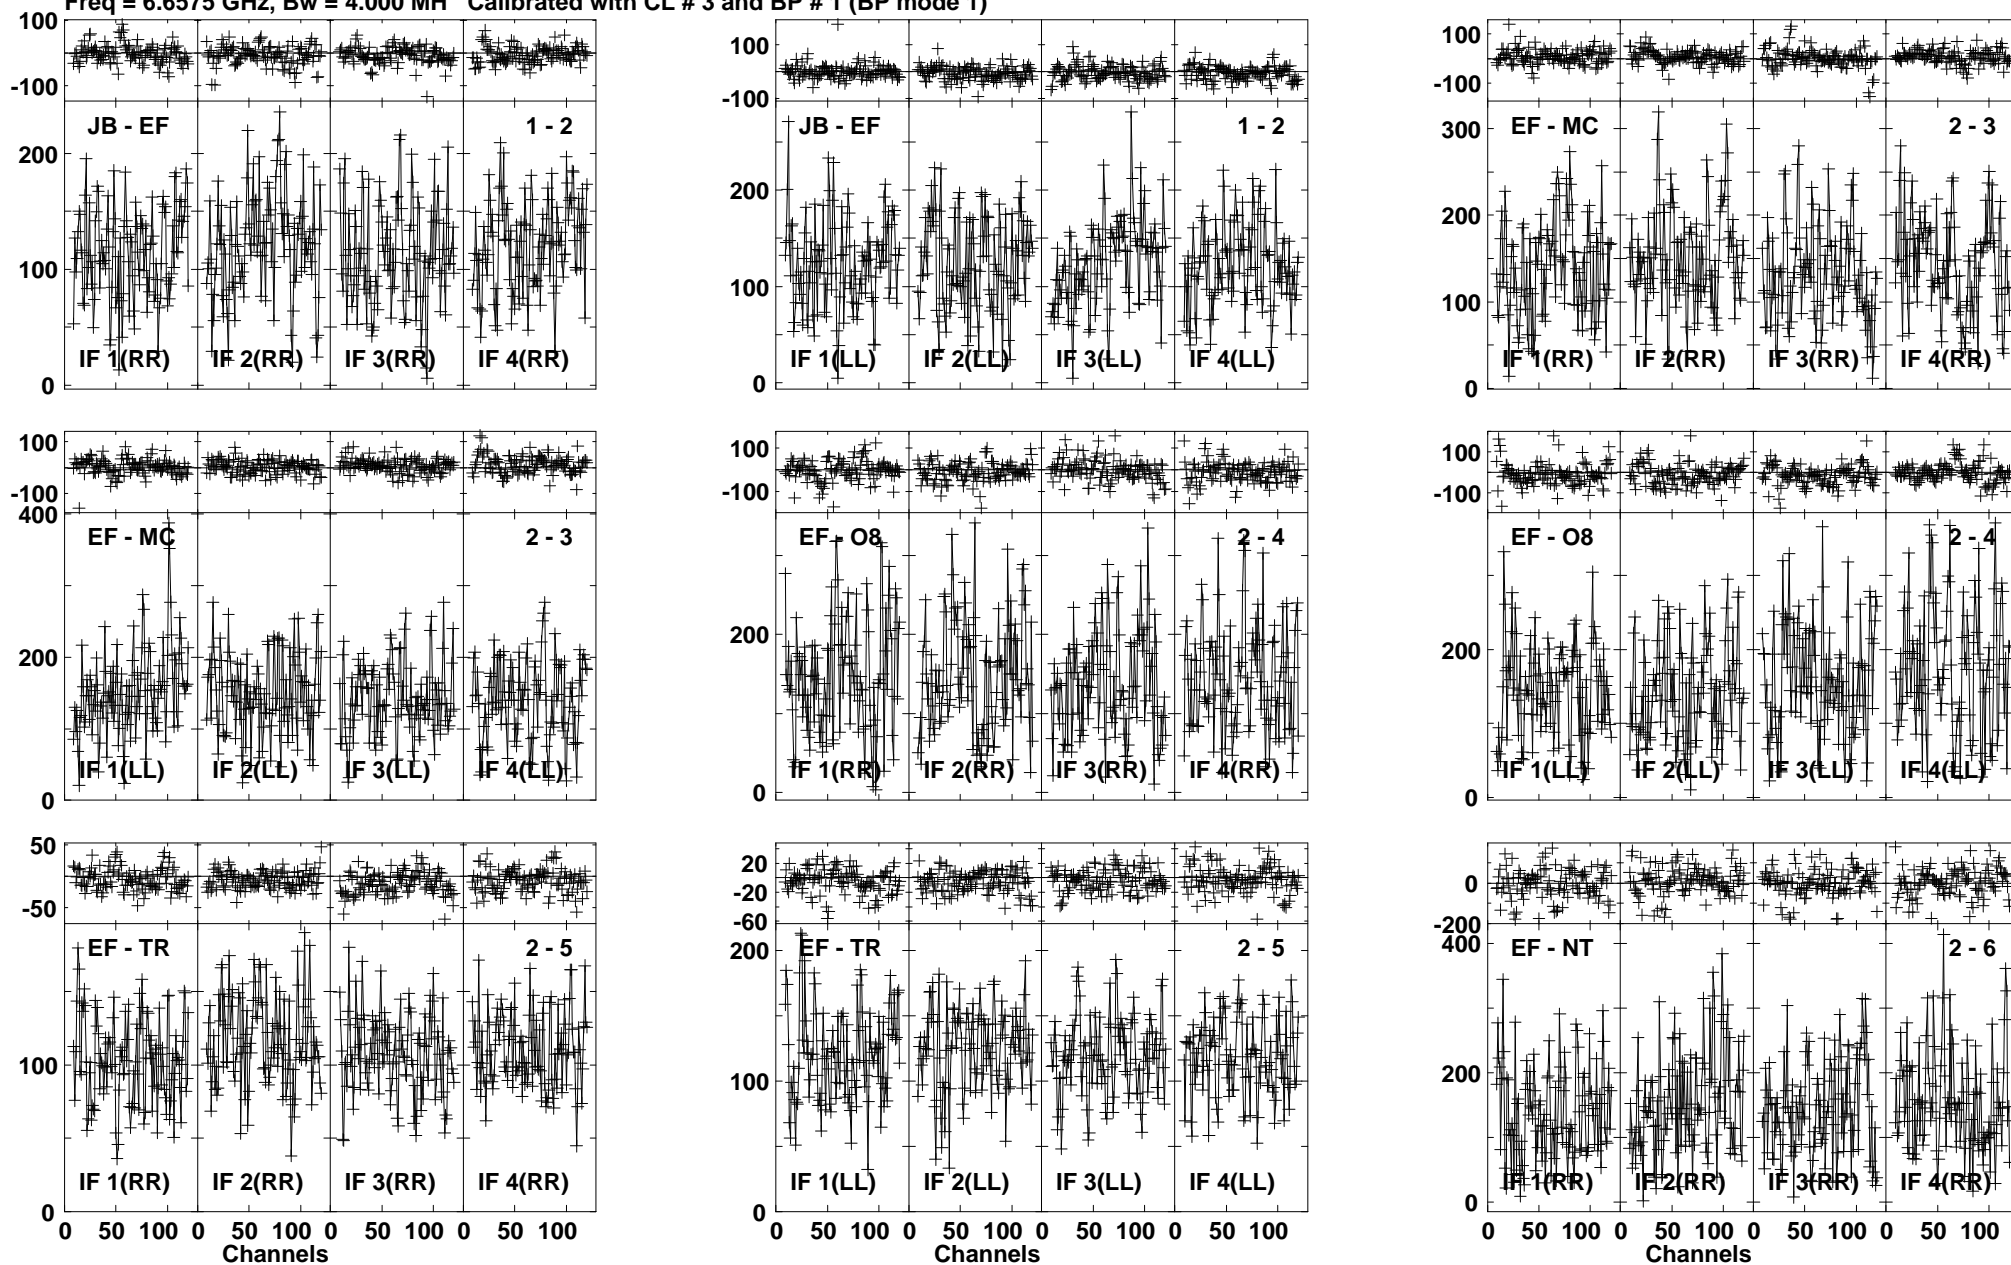 Freq = 6.6575 GHz, Bw = 4.000 MH Calibrated with CL # 3 and BP # 1 (BP mode 1)
100
-100
JB - EF 1 - 2
200
100
0
IF 1(RR) IF 2(RR) IF 3(RR) IF 4(RR)
100
-100
JB - EF 1 - 2
200
100
0
IF 1(LL) IF 2(LL) IF 3(LL) IF 4(LL)
100
-100
EF - MC 2 - 3
300
200
100
0
IF 1(RR) IF 2(RR) IF 3(RR) IF 4(RR)
100
-100
400
EF - MC 2 - 3
200
0
IF 1(LL) IF 2(LL) IF 3(LL) IF 4(LL)
100
-100
EF - O8 2 - 4
200
0
IF 1(RR) IF 2(RR) IF 3(RR) IF 4(RR)
100
-100
EF - O8 2 - 4
200
0
IF 1(LL) IF 2(LL) IF 3(LL) IF 4(LL)
50
-50
EF - TR 2 - 5
100
0
IF 1(RR) IF 2(RR) IF 3(RR) IF 4(RR)
0 50 100 0 50 100 0 50 100 0 50 100
Channels
20
-20
-60
EF - TR 2 - 5
200
100
0
IF 1(LL) IF 2(LL) IF 3(LL) IF 4(LL)
0 50 100 0 50 100 0 50 100 0 50 100
Channels
0
-200
400
EF - NT 2 - 6
200
0
IF 1(RR) IF 2(RR) IF 3(RR) IF 4(RR)
0 50 100 0 50 100 0 50 100 0 50 100
Channels